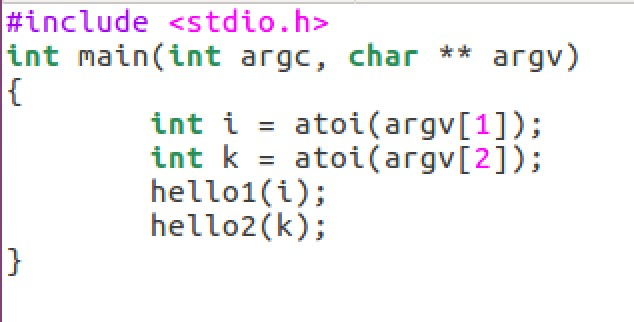 #include <stdio.h>
int main(int argc, char ** argv)
{
        int i = atoi(argv[1]);
        int k = atoi(argv[2]);
        hello1(i);
        hello2(k);
}